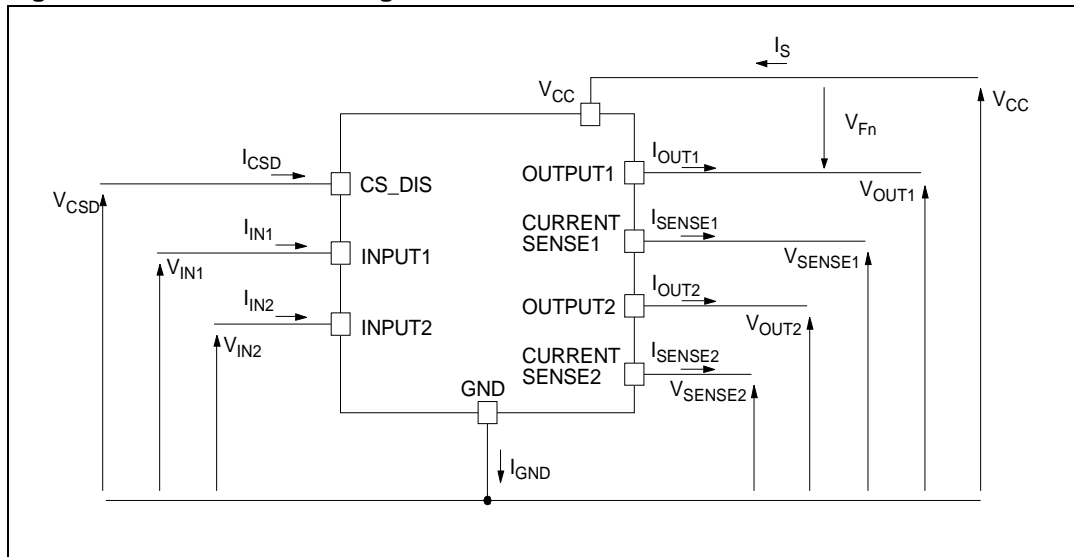 I_S
V_CC
V_CC
V_Fn
I_CSD
CS_DIS
OUTPUT1
I_OUT1
V_CSD
V_OUT1
CURRENT
SENSE1
I_SENSE1
I_IN1
INPUT1
V_IN1
V_SENSE1
I_IN2
INPUT2
V_IN2
OUTPUT2
I_OUT2
V_OUT2
CURRENT
SENSE2
I_SENSE2
V_SENSE2
GND
I_GND